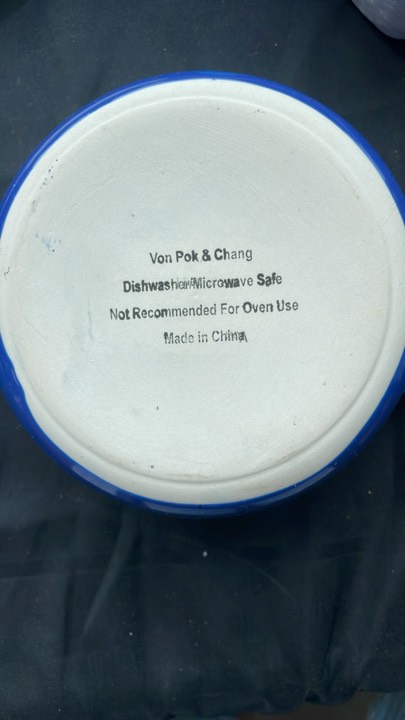 Von Pok & Chang
Dishwasher/Microwave Safe
Not Recommended For Oven Use
Made in China